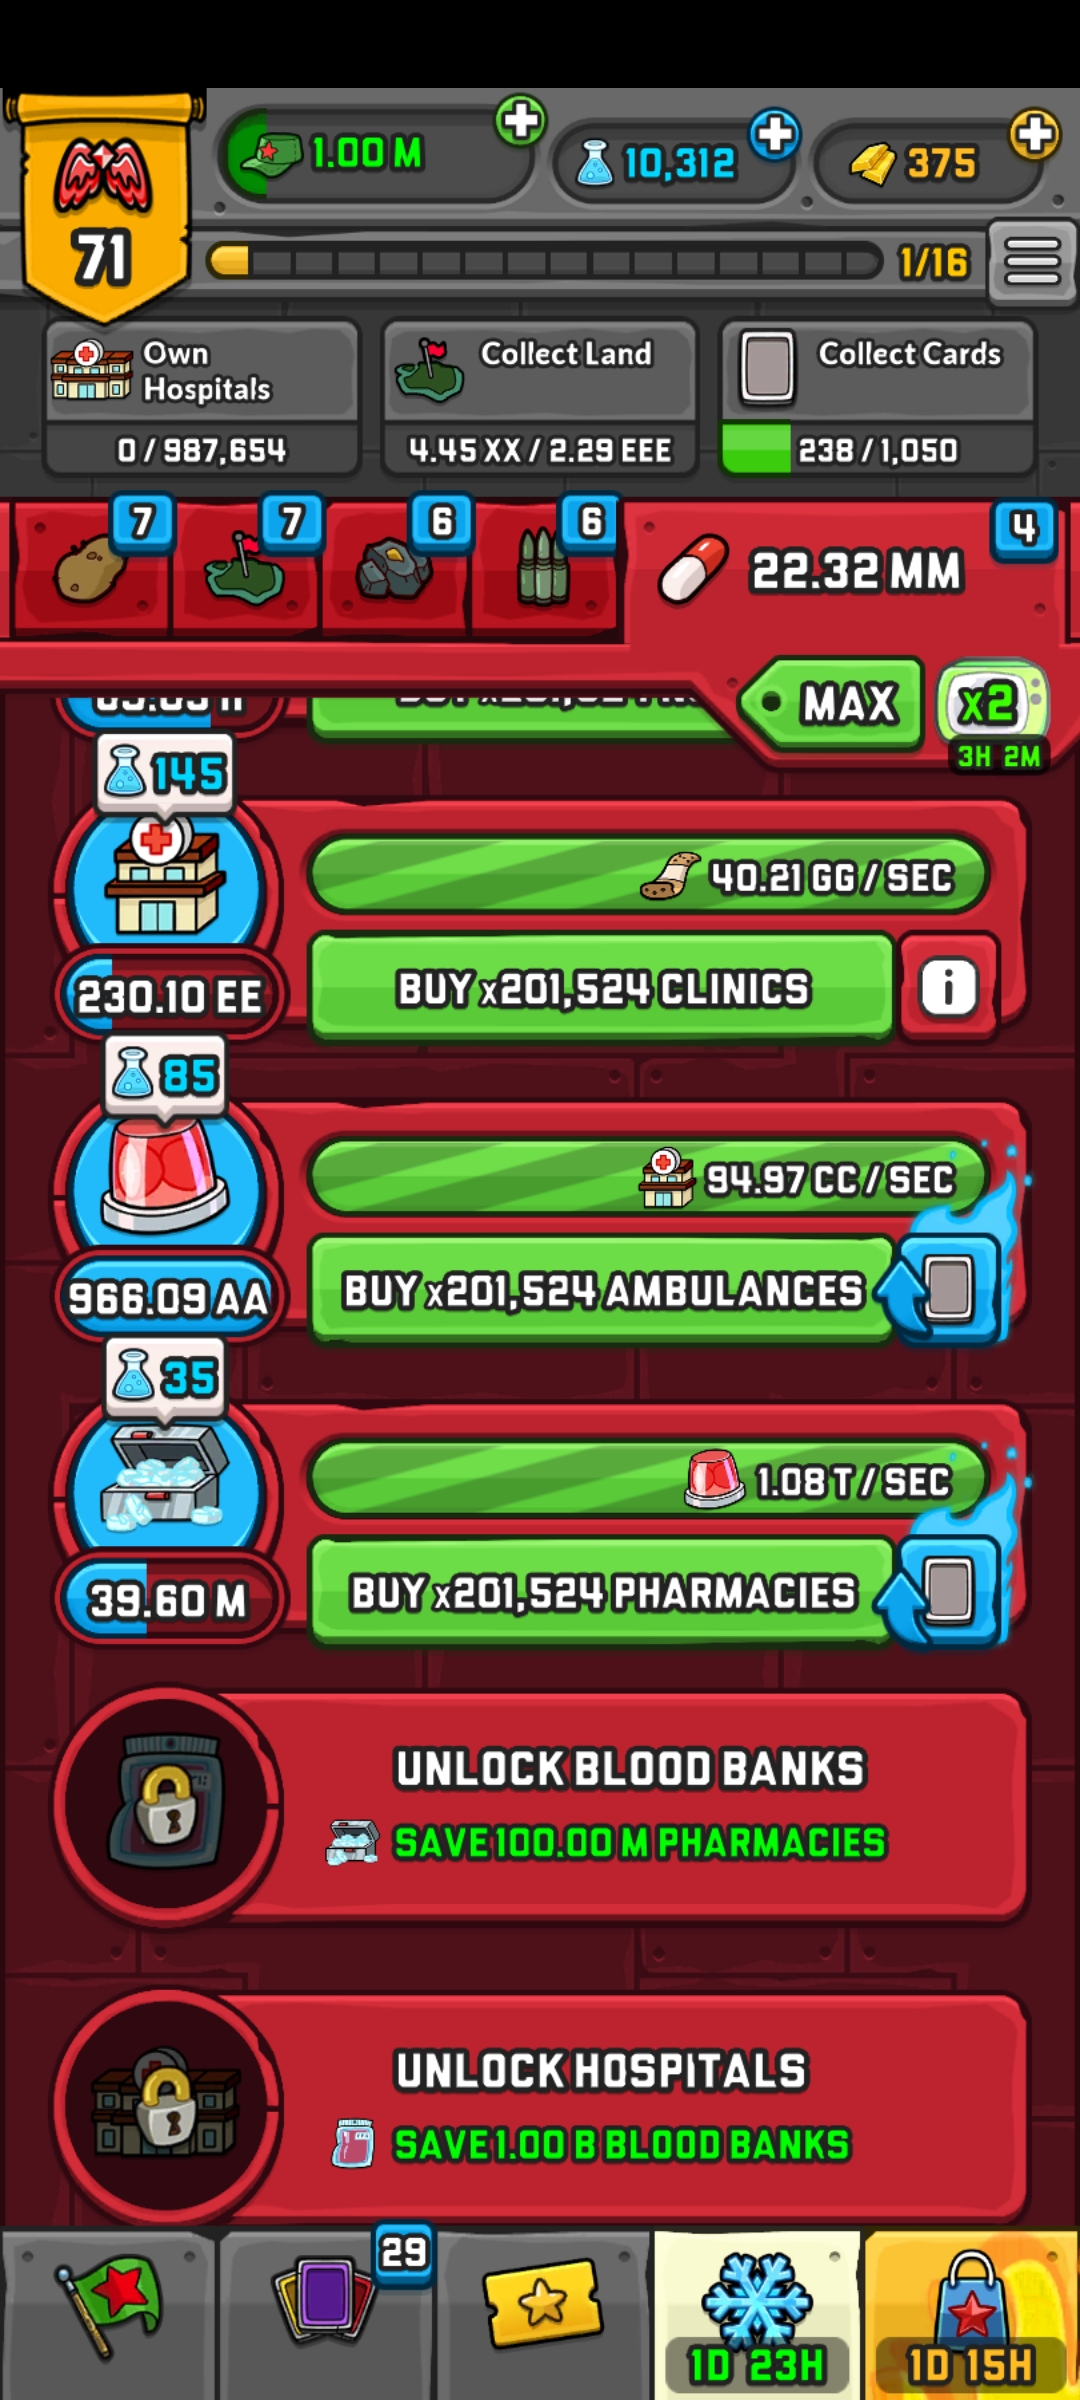 1.00 M
10,312
375
71
1/16
Own
Hospitals
0 / 987,654
Collect Land
4.45 XX / 2.29 EEE
Collect Cards
238 / 1,050
7
7
6
6
4
22.32 MM
MAX
x2
3H 2M
145
40.21 GG / SEC
230.10 EE
BUY x201,524 CLINICS
i
85
94.97 CC / SEC
966.09 AA
BUY x201,524 AMBULANCES
35
1.08 T / SEC
39.60 M
BUY x201,524 PHARMACIES
UNLOCK BLOOD BANKS
SAVE 100.00 M PHARMACIES
UNLOCK HOSPITALS
SAVE 1.00 B BLOOD BANKS
29
1D 23H
1D 15H